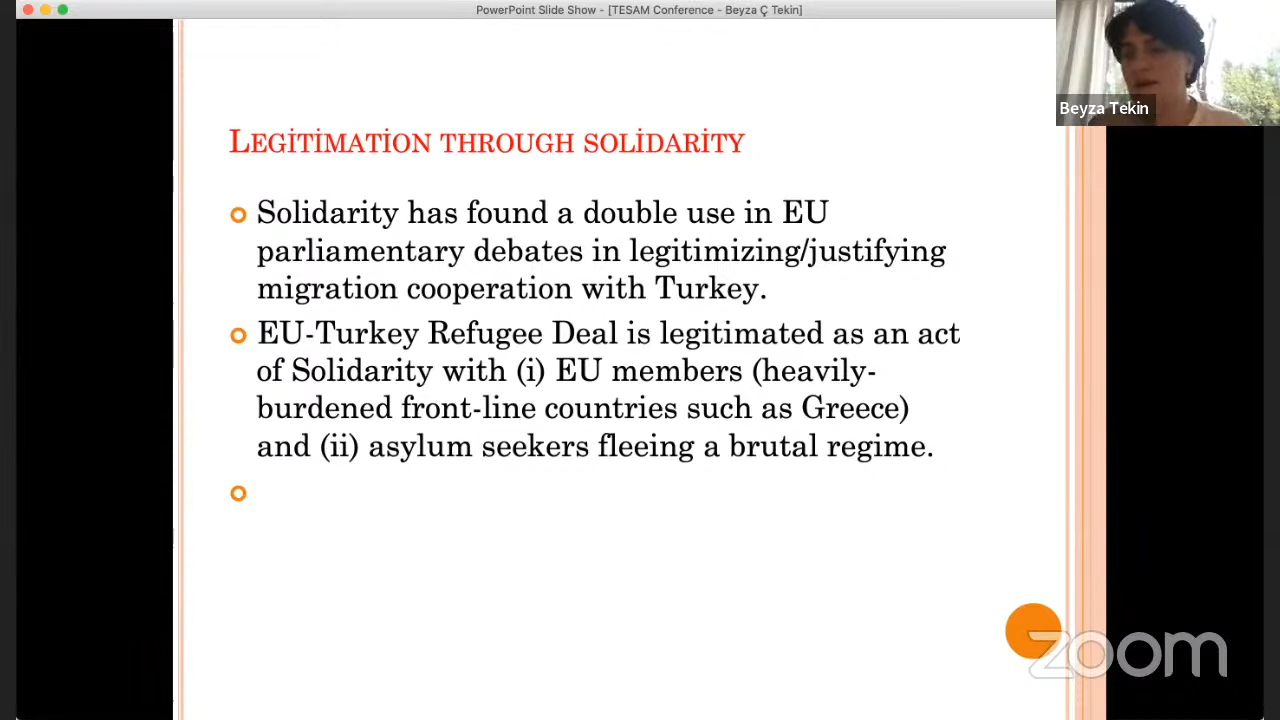 PowerPoint Slide Show - [TESAM Conference - Beyza Ç Tekin]
Beyza Tekin
LEGİTİMATİON THROUGH SOLİDARİTY
Solidarity has found a double use in EU
parliamentary debates in legitimizing/justifying
migration cooperation with Turkey.
EU-Turkey Refugee Deal is legitimated as an act
of Solidarity with (i) EU members (heavily-
burdened front-line countries such as Greece)
and (ii) asylum seekers fleeing a brutal regime.
zoom